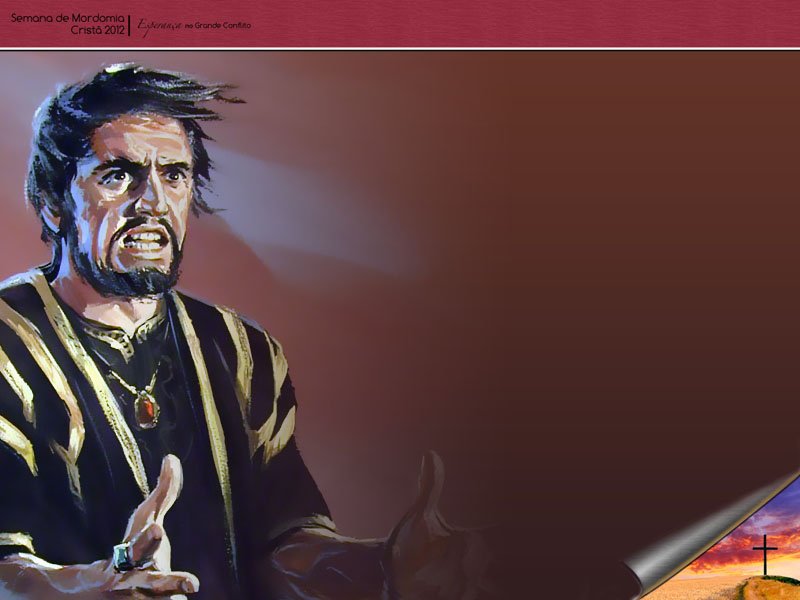 Semana de Mordomia
Cristã 2012
Esperança no Grande Conflito